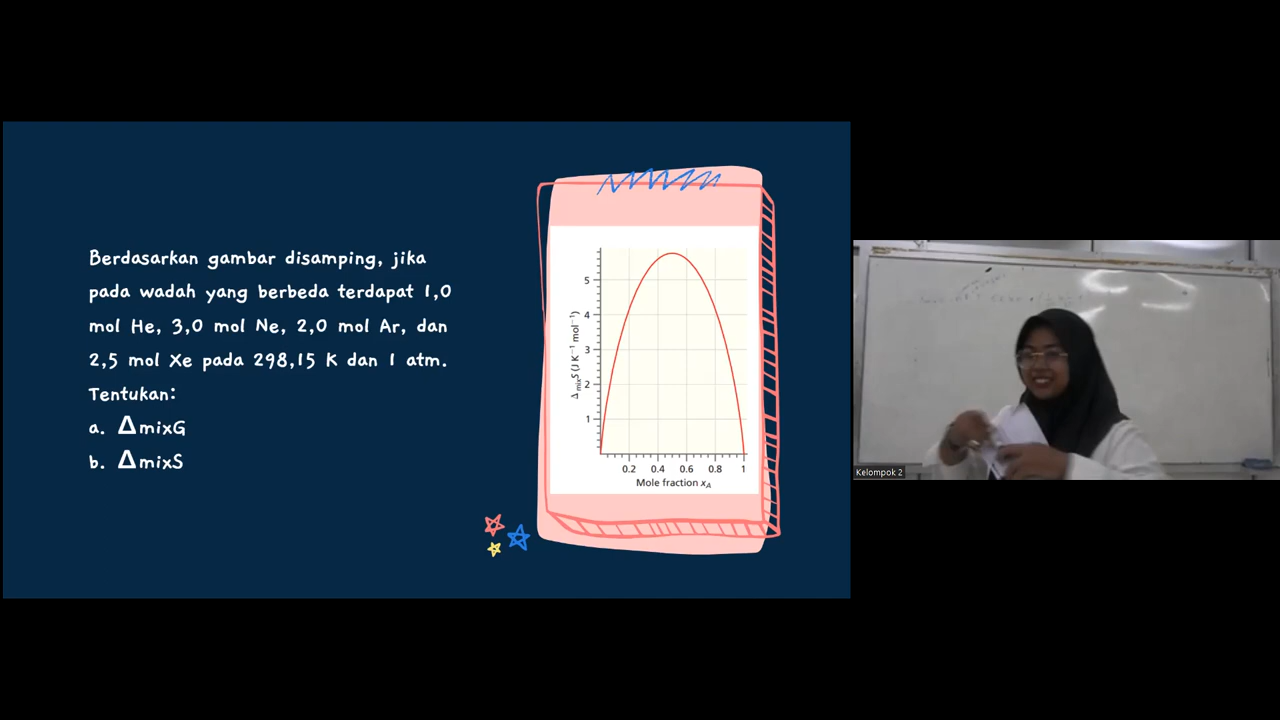 Berdasarkan gambar disamping, jika
pada wadah yang berbeda terdapat 1,0
mol He, 3,0 mol Ne, 2,0 mol Ar, dan
2,5 mol Xe pada 298,15 K dan 1 atm.
Tentukan:
a. ΔmixG
b. ΔmixS
Δmix S (J K⁻¹ mol⁻¹)
5
4
3
2
1
0.2 0.4 0.6 0.8 1
Mole fraction xA
Kelompok 2